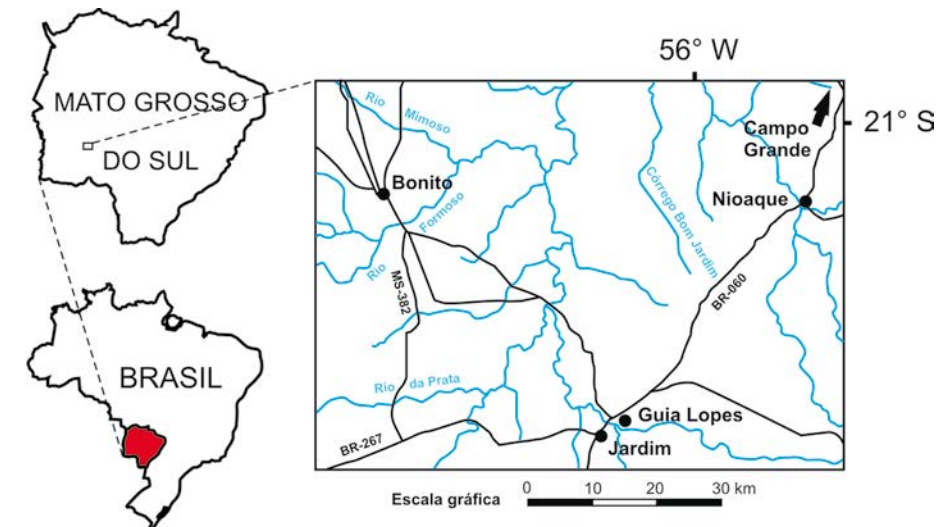 MATO GROSSO
DO SUL
BRASIL
56° W
21° S
Rio Mimoso
Campo
Grande
Bonito
Rio Formoso
Córrego Bom Jardim
Nioaque
MS-382
BR-060
Rio da Prata
BR-267
Guia Lopes
Jardim
Escala gráfica
0 10 20 30 km